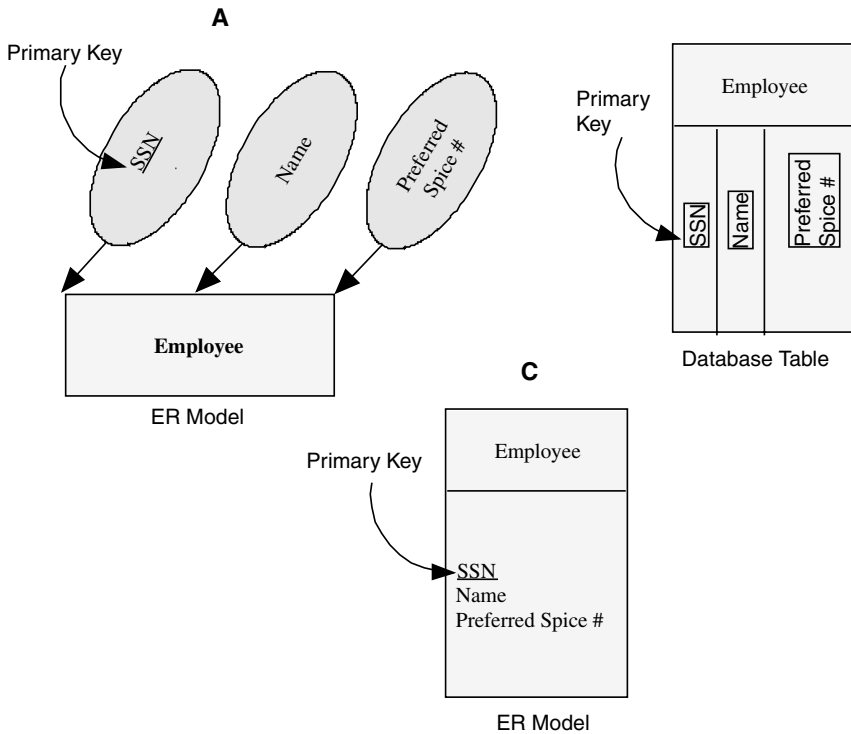 A
Primary Key
SSN
Name
Preferred
Spice #
Employee
ER Model
Employee
Primary
Key
SSN
Name
Preferred
Spice #
Database Table
C
Employee
Primary Key
SSN
Name
Preferred Spice #
ER Model